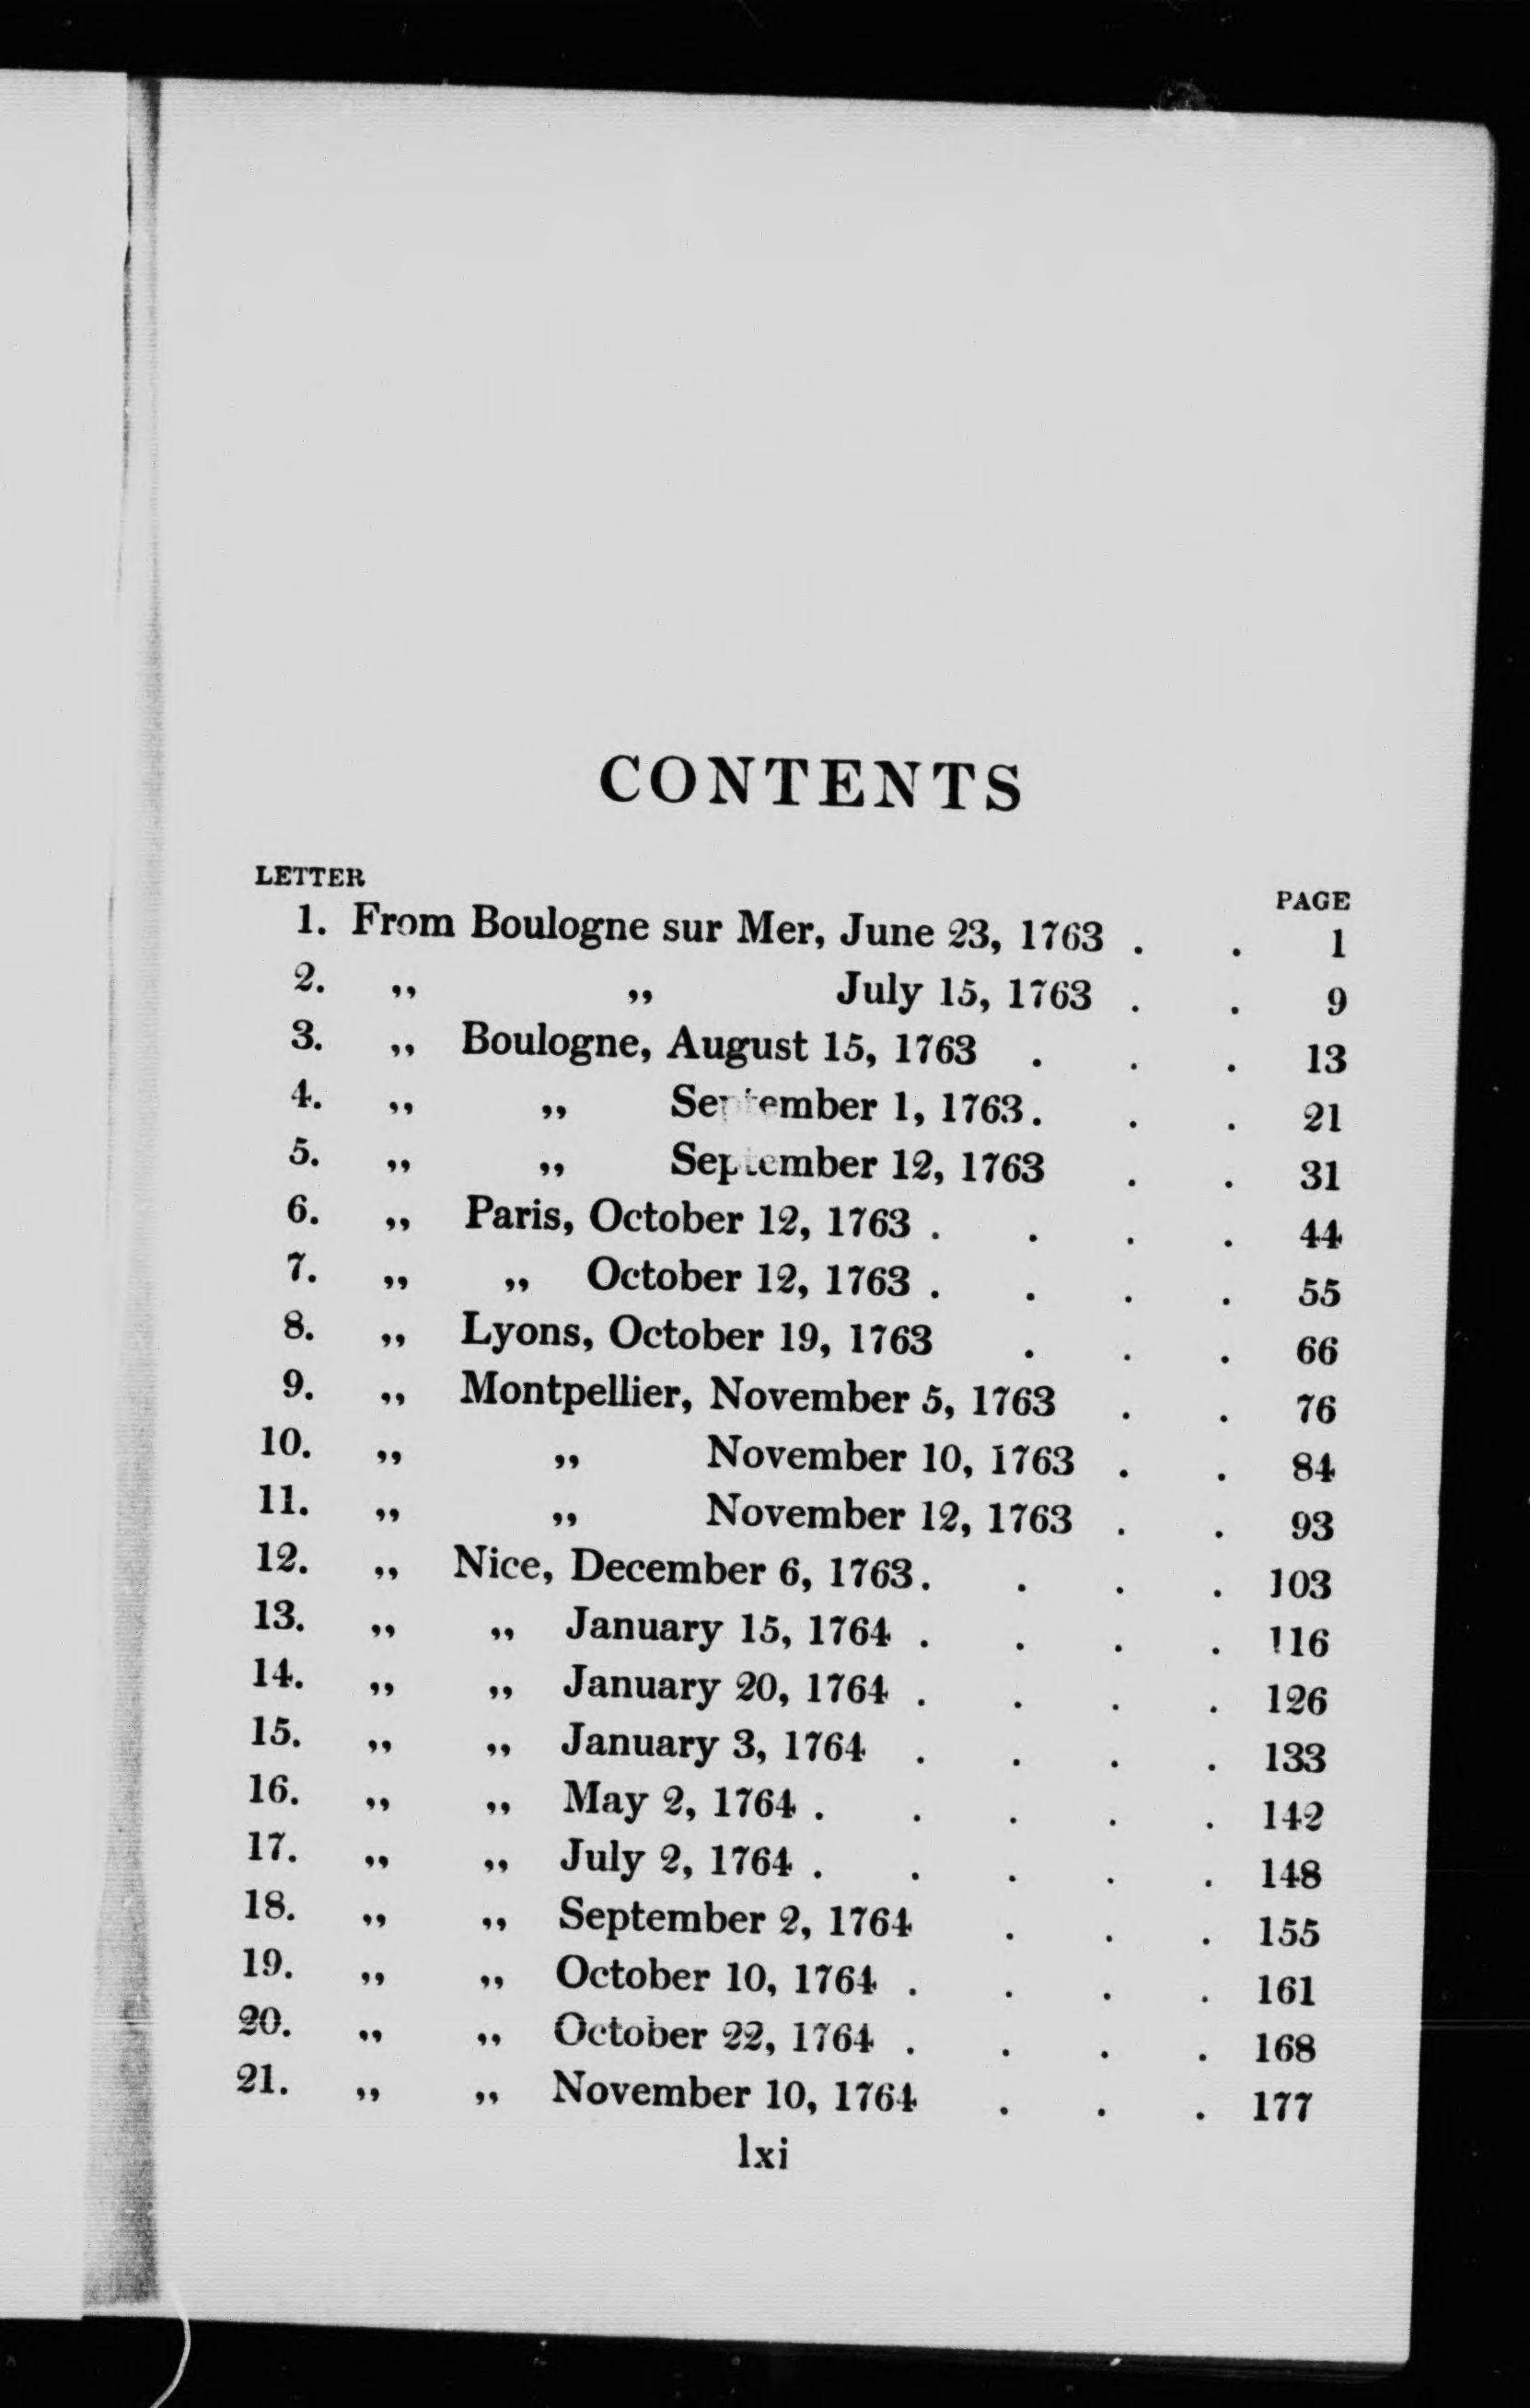 CONTENTS
LETTER PAGE
1. From Boulogne sur Mer, June 23, 1763 . . 1
2. ,, ,, July 15, 1763 . . 9
3. ,, Boulogne, August 15, 1763 . . . 13
4. ,, ,, September 1, 1763 . . . 21
5. ,, ,, September 12, 1763 . . 31
6. ,, Paris, October 12, 1763 . . . . 44
7. ,, ,, October 12, 1763 . . . . 55
8. ,, Lyons, October 19, 1763 . . . 66
9. ,, Montpellier, November 5, 1763 . . 76
10. ,, ,, November 10, 1763 . . 84
11. ,, ,, November 12, 1763 . . 93
12. ,, Nice, December 6, 1763 . . . . 103
13. ,, ,, January 15, 1764 . . . . 116
14. ,, ,, January 20, 1764 . . . . 126
15. ,, ,, January 3, 1764 . . . . 133
16. ,, ,, May 2, 1764 . . . . . 142
17. ,, ,, July 2, 1764 . . . . . 148
18. ,, ,, September 2, 1764 . . . 155
19. ,, ,, October 10, 1764 . . . . 161
20. ,, ,, October 22, 1764 . . . . 168
21. ,, ,, November 10, 1764 . . . 177
lxi